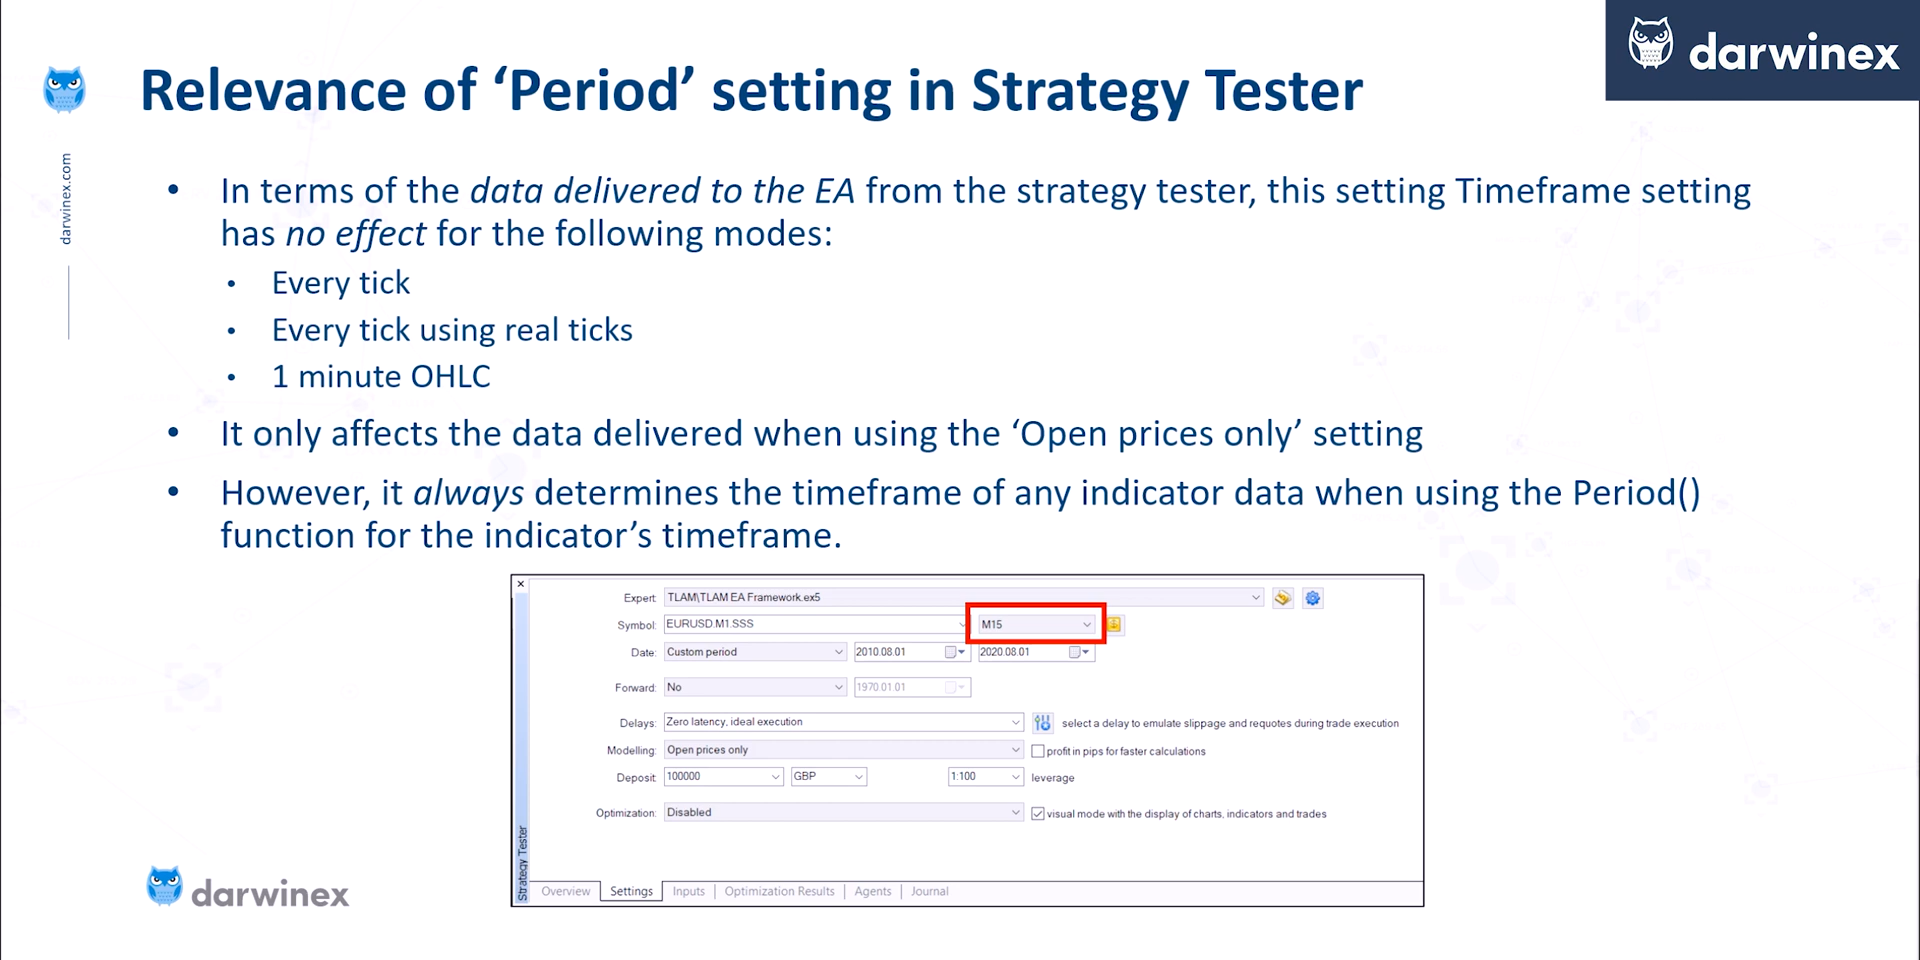 darwinex
Relevance of ‘Period’ setting in Strategy Tester
darwinex.com
• In terms of the data delivered to the EA from the strategy tester, this setting Timeframe setting
has no effect for the following modes:
• Every tick
• Every tick using real ticks
• 1 minute OHLC
• It only affects the data delivered when using the ‘Open prices only’ setting
• However, it always determines the timeframe of any indicator data when using the Period()
function for the indicator’s timeframe.
Expert: TLAM\TLAM EA Framework.ex5
Symbol: EURUSD.M1.SSS M15
Date: Custom period 2010.08.01 2020.08.01
Forward: No 1970.01.01
Delays: Zero latency, ideal execution select a delay to emulate slippage and requotes during trade execution
Modelling: Open prices only profit in pips for faster calculations
Deposit: 100000 GBP 1:100 leverage
Optimization: Disabled visual mode with the display of charts, indicators and trades
Strategy Tester
Overview Settings Inputs Optimization Results Agents Journal
darwinex